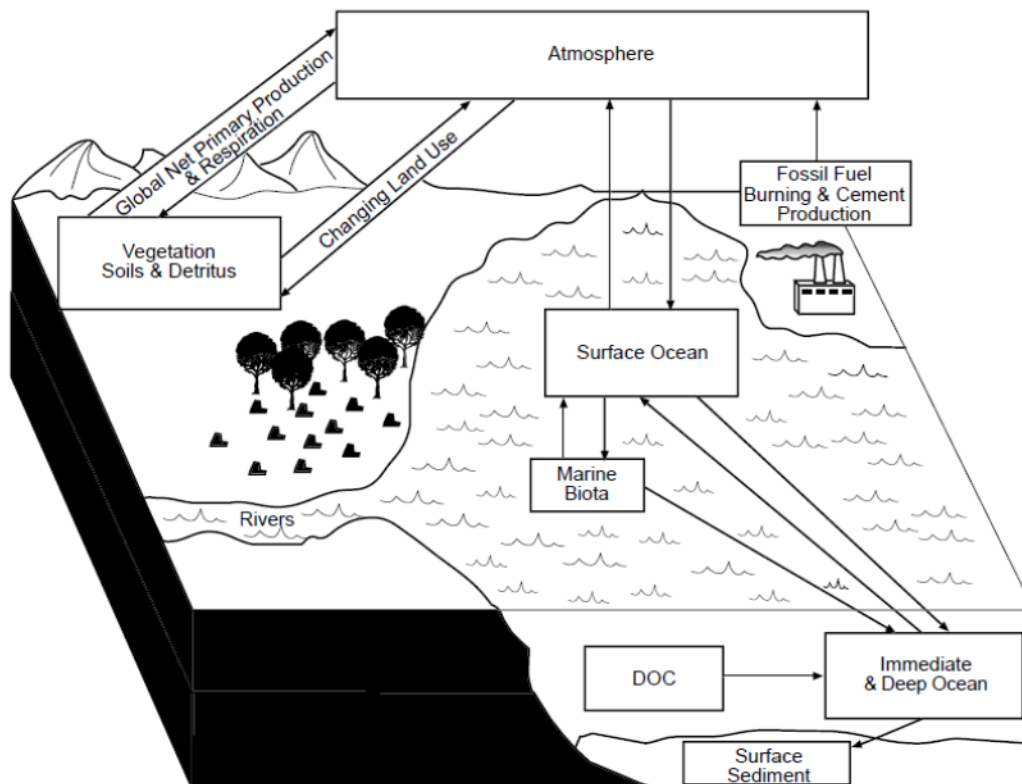 Atmosphere
Global Net Primary Production
& Respiration
Changing Land Use
Fossil Fuel
Burning & Cement
Production
Vegetation
Soils & Detritus
Surface Ocean
Marine
Biota
Rivers
DOC
Immediate
& Deep Ocean
Surface
Sediment